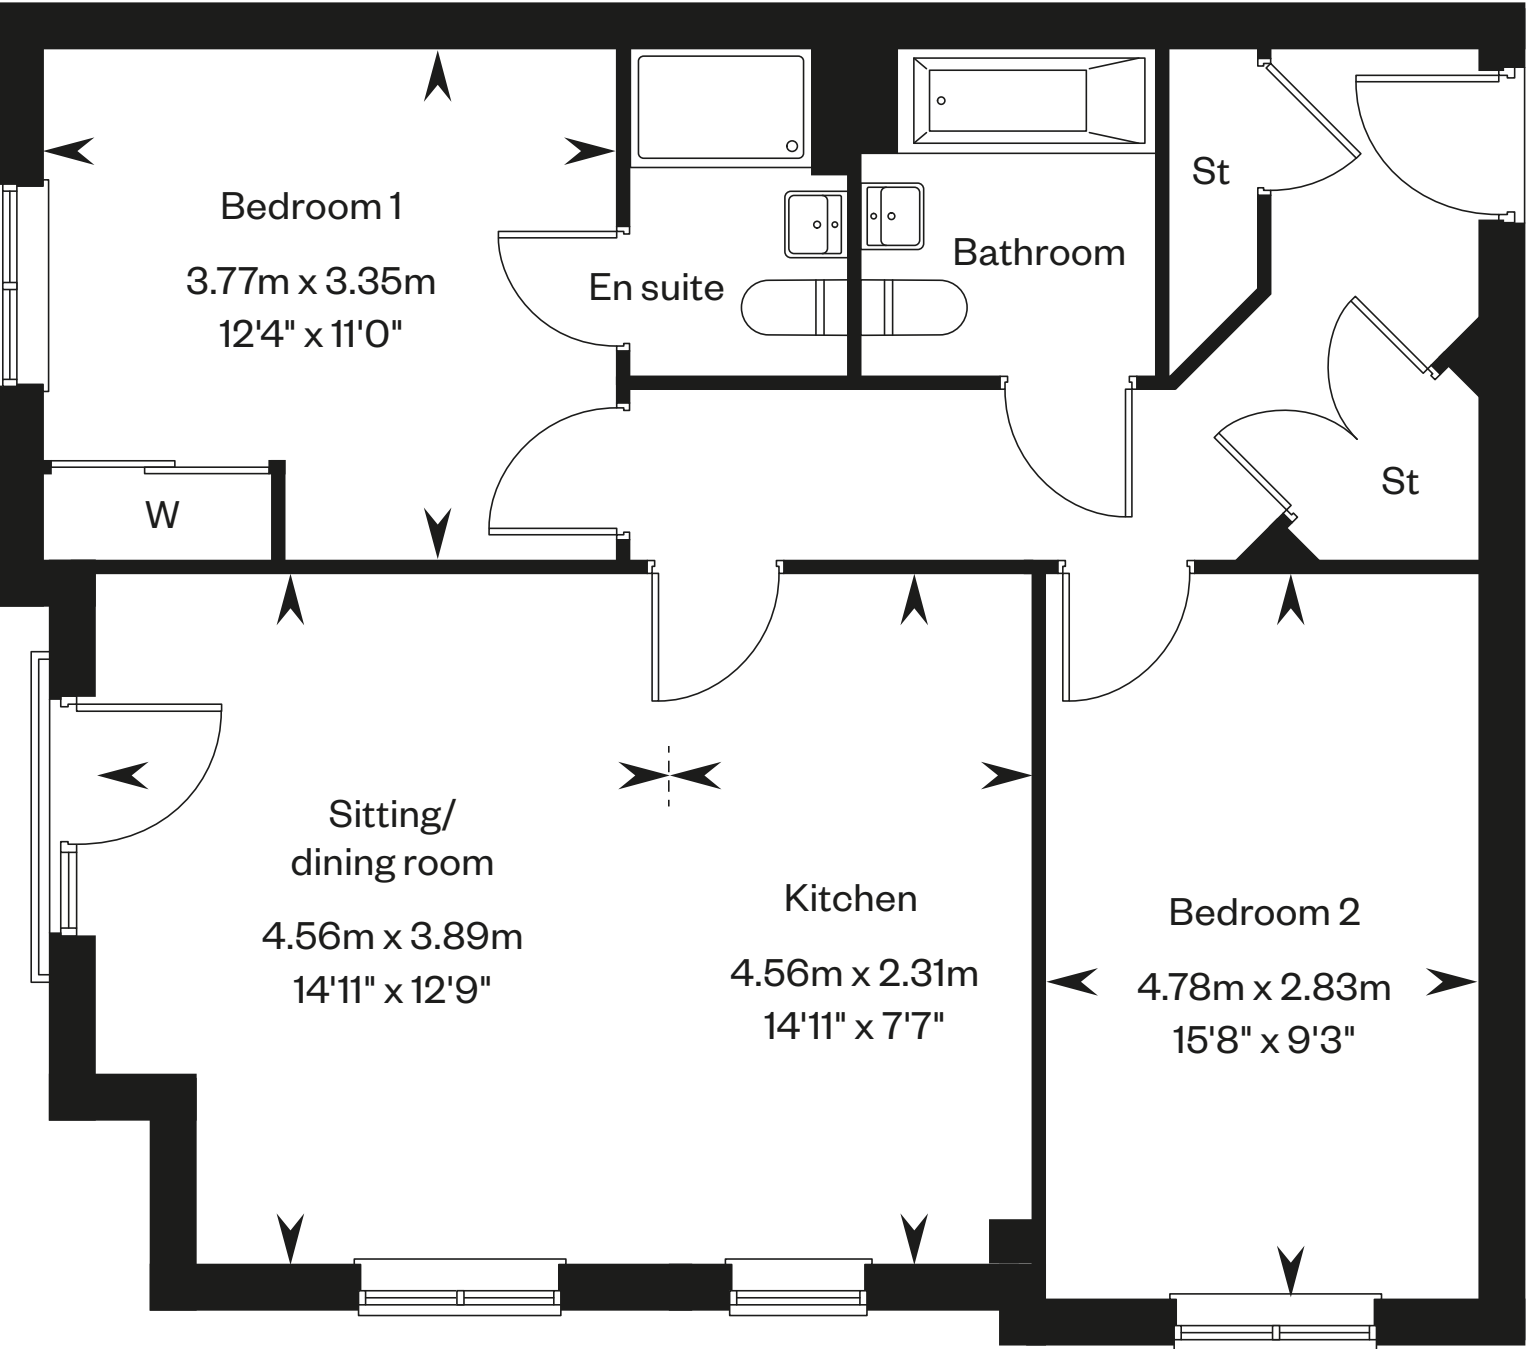 Bedroom 1
3.77m x 3.35m
12'4" x 11'0"
En suite
Bathroom
St
St
W
Sitting/
dining room
4.56m x 3.89m
14'11" x 12'9"
Kitchen
4.56m x 2.31m
14'11" x 7'7"
Bedroom 2
4.78m x 2.83m
15'8" x 9'3"